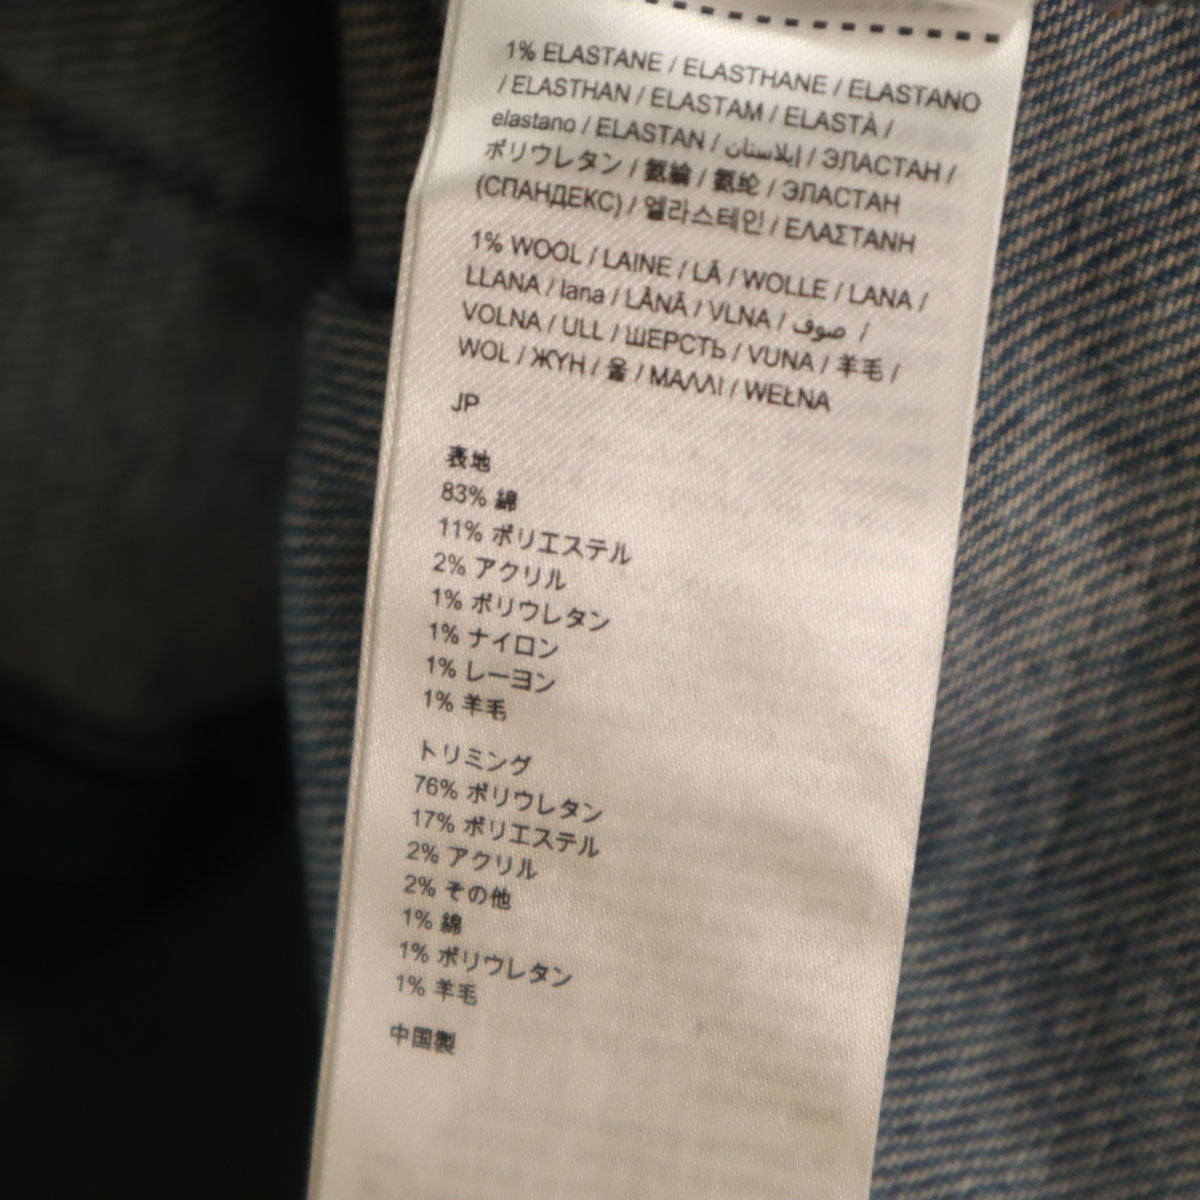 1% ELASTANE / ELASTHANE / ELASTANO
/ ELASTHAN / ELASTAM / ELASTĀ /
elastano / ELASTAN / إيلاستان / ЭЛАСТАН /
ポリウレタン / 氨綸 / 氨纶 / ЭЛАСТАН
(СПАНДЕКС) / 엘라스테인 / ΕΛΑΣΤΑΝΗ
1% WOOL / LAINE / LÃ / WOLLE / LANA /
LLANA / lana / LÂNĂ / VLNA / صوف /
VOLNA / ULL / ШЕРСТЬ / VUNA / 羊毛 /
WOL / ЖҮН / 울 / ΜΑΛΛΙ / WEŁNA
JP
表地
83% 綿
11% ポリエステル
2% アクリル
1% ポリウレタン
1% ナイロン
1% レーヨン
1% 羊毛
トリミング
76% ポリウレタン
17% ポリエステル
2% アクリル
2% その他
1% 綿
1% ポリウレタン
1% 羊毛
中国製